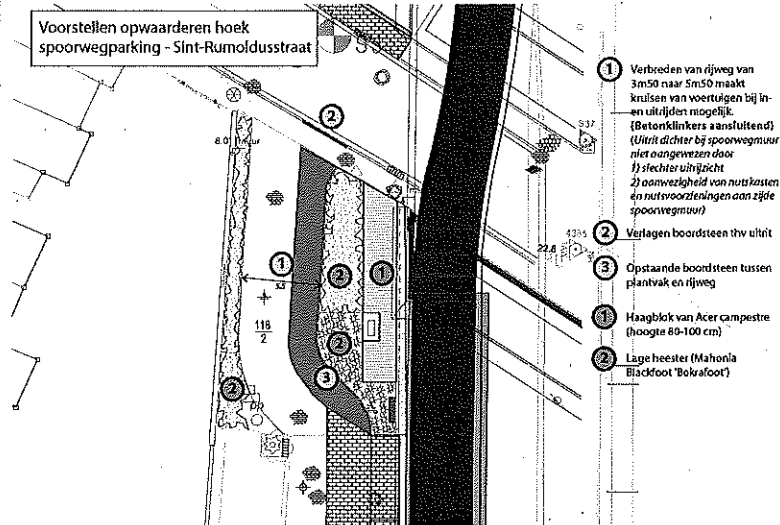 Voorstellen opwaarderen hoek
spoorwegparking - Sint-Rumoldusstraat
1 Verbreden van rijweg van
3m50 naar 5m50 maakt
kruisen van voertuigen bij in-
en uitrijden mogelijk.
(Betonklinkers aansluitend)
(Uitrit dichter bij spoorwegmuur
niet aangewezen door
1) slechter uitrijzicht
2) aanwezigheid van nutskasten
en nutsvoorzieningen aan zijde
spoorwegmuur)
2 Verlagen boordsteen thv uitrit
3 Opstaande boordsteen tussen
plantvak en rijweg
1 Haagblok van Acer campestre
(hoogte 80-100 cm)
2 Lage heester (Mahonia
Blackfoot 'Bokrafoot')
2
1
2
1
2
3
2
118
2
S37
22.8